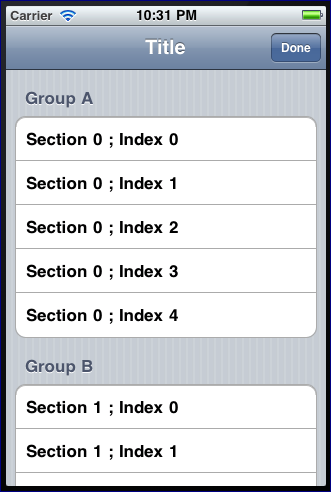 Carrier 10:31 PM
Title Done
Group A
Section 0 ; Index 0
Section 0 ; Index 1
Section 0 ; Index 2
Section 0 ; Index 3
Section 0 ; Index 4
Group B
Section 1 ; Index 0
Section 1 ; Index 1